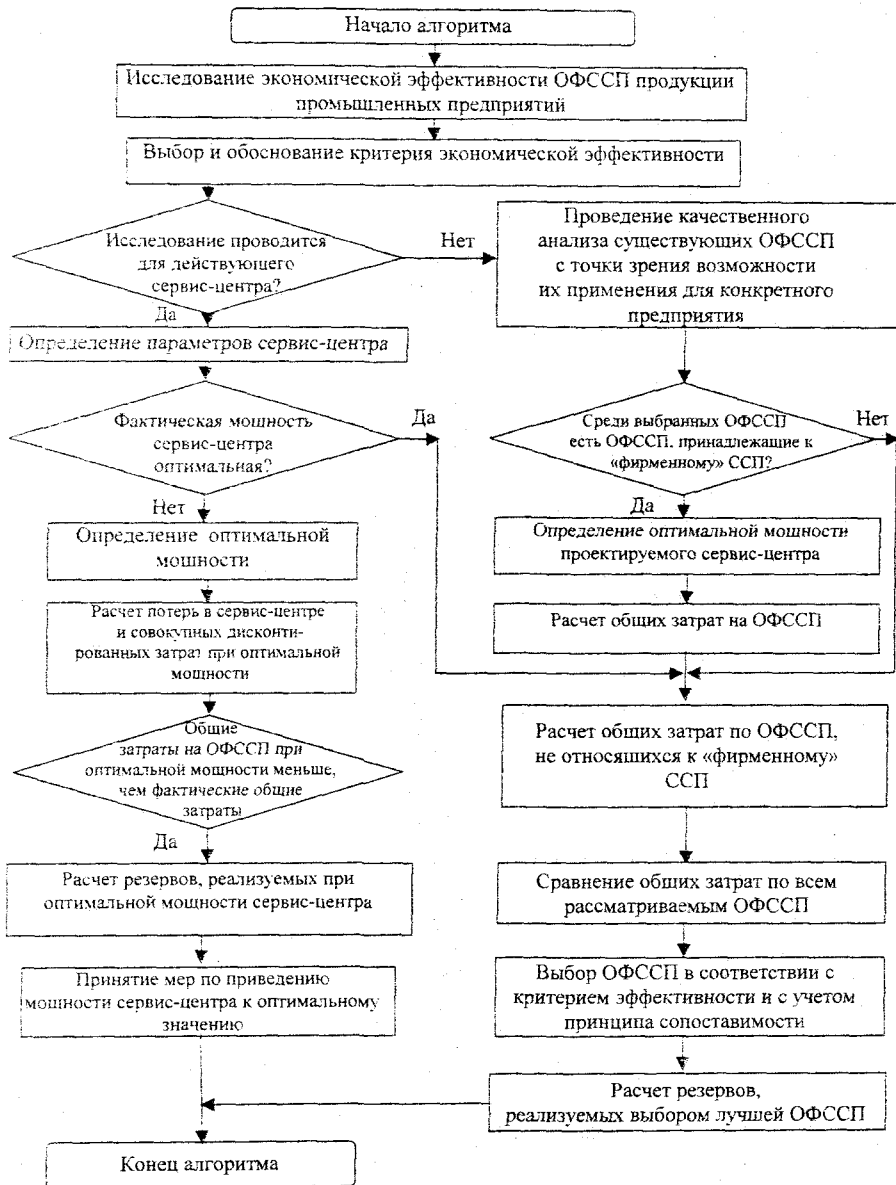 Начало алгоритма
Исследование экономической эффективности ОФССП продукции
промышленных предприятий
Выбор и обоснование критерия экономической эффективности
Исследование проводится
для действующего
сервис-центра?
Нет
Да
Проведение качественного
анализа существующих ОФССП
с точки зрения возможности
их применения для конкретного
предприятия
Определение параметров сервис-центра
Фактическая мощность
сервис-центра
оптимальная?
Да
Нет
Среди выбранных ОФССП
есть ОФССП, принадлежащие к
«фирменному» ССП?
Нет
Да
Определение оптимальной
мощности
Определение оптимальной мощности
проектируемого сервис-центра
Расчет потерь в сервис-центре
и совокупных дисконти-
рованных затрат при оптимальной
мощности
Расчет общих затрат на ОФССП
Общие
затраты на ОФССП при
оптимальной мощности меньше,
чем фактические общие
затраты
Да
Расчет общих затрат по ОФССП,
не относящихся к «фирменному»
ССП
Расчет резервов, реализуемых при
оптимальной мощности сервис-центра
Сравнение общих затрат по всем
рассматриваемым ОФССП
Принятие мер по приведению
мощности сервис-центра к оптимальному
значению
Выбор ОФССП в соответствии с
критерием эффективности и с учетом
принципа сопоставимости
Расчет резервов,
реализуемых выбором лучшей ОФССП
Конец алгоритма